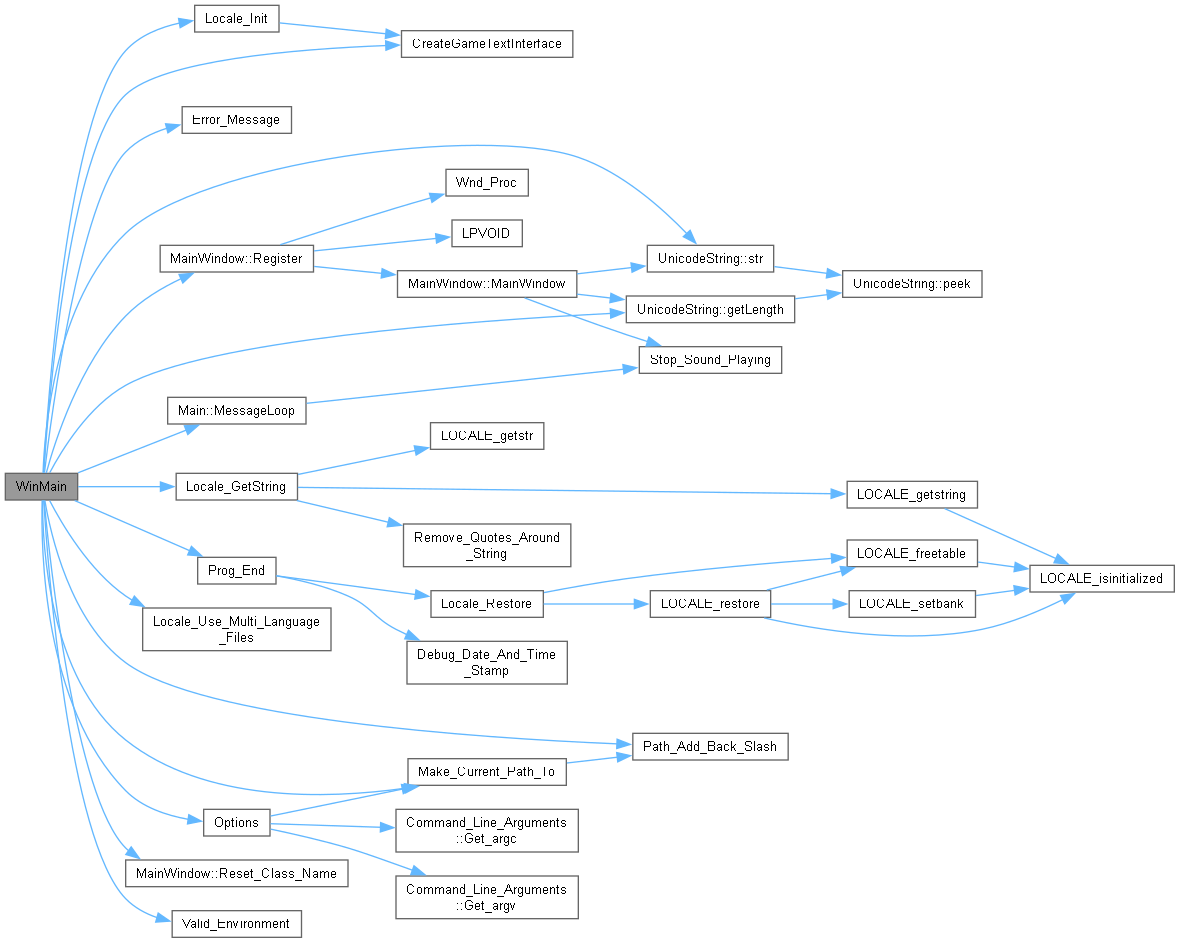 Locale_Init
CreateGameTextInterface
Error_Message
Wnd_Proc
LPVOID
MainWindow::Register
UnicodeString::str
MainWindow::MainWindow
UnicodeString::peek
UnicodeString::getLength
Stop_Sound_Playing
Main::MessageLoop
LOCALE_getstr
WinMain
Locale_GetString
LOCALE_getstring
Remove_Quotes_Around
_String
LOCALE_freetable
Prog_End
LOCALE_isinitialized
Locale_Restore
LOCALE_restore
LOCALE_setbank
Locale_Use_Multi_Language
_Files
Debug_Date_And_Time
_Stamp
Path_Add_Back_Slash
Make_Current_Path_To
Options
Command_Line_Arguments
::Get_argc
MainWindow::Reset_Class_Name
Command_Line_Arguments
::Get_argv
Valid_Environment